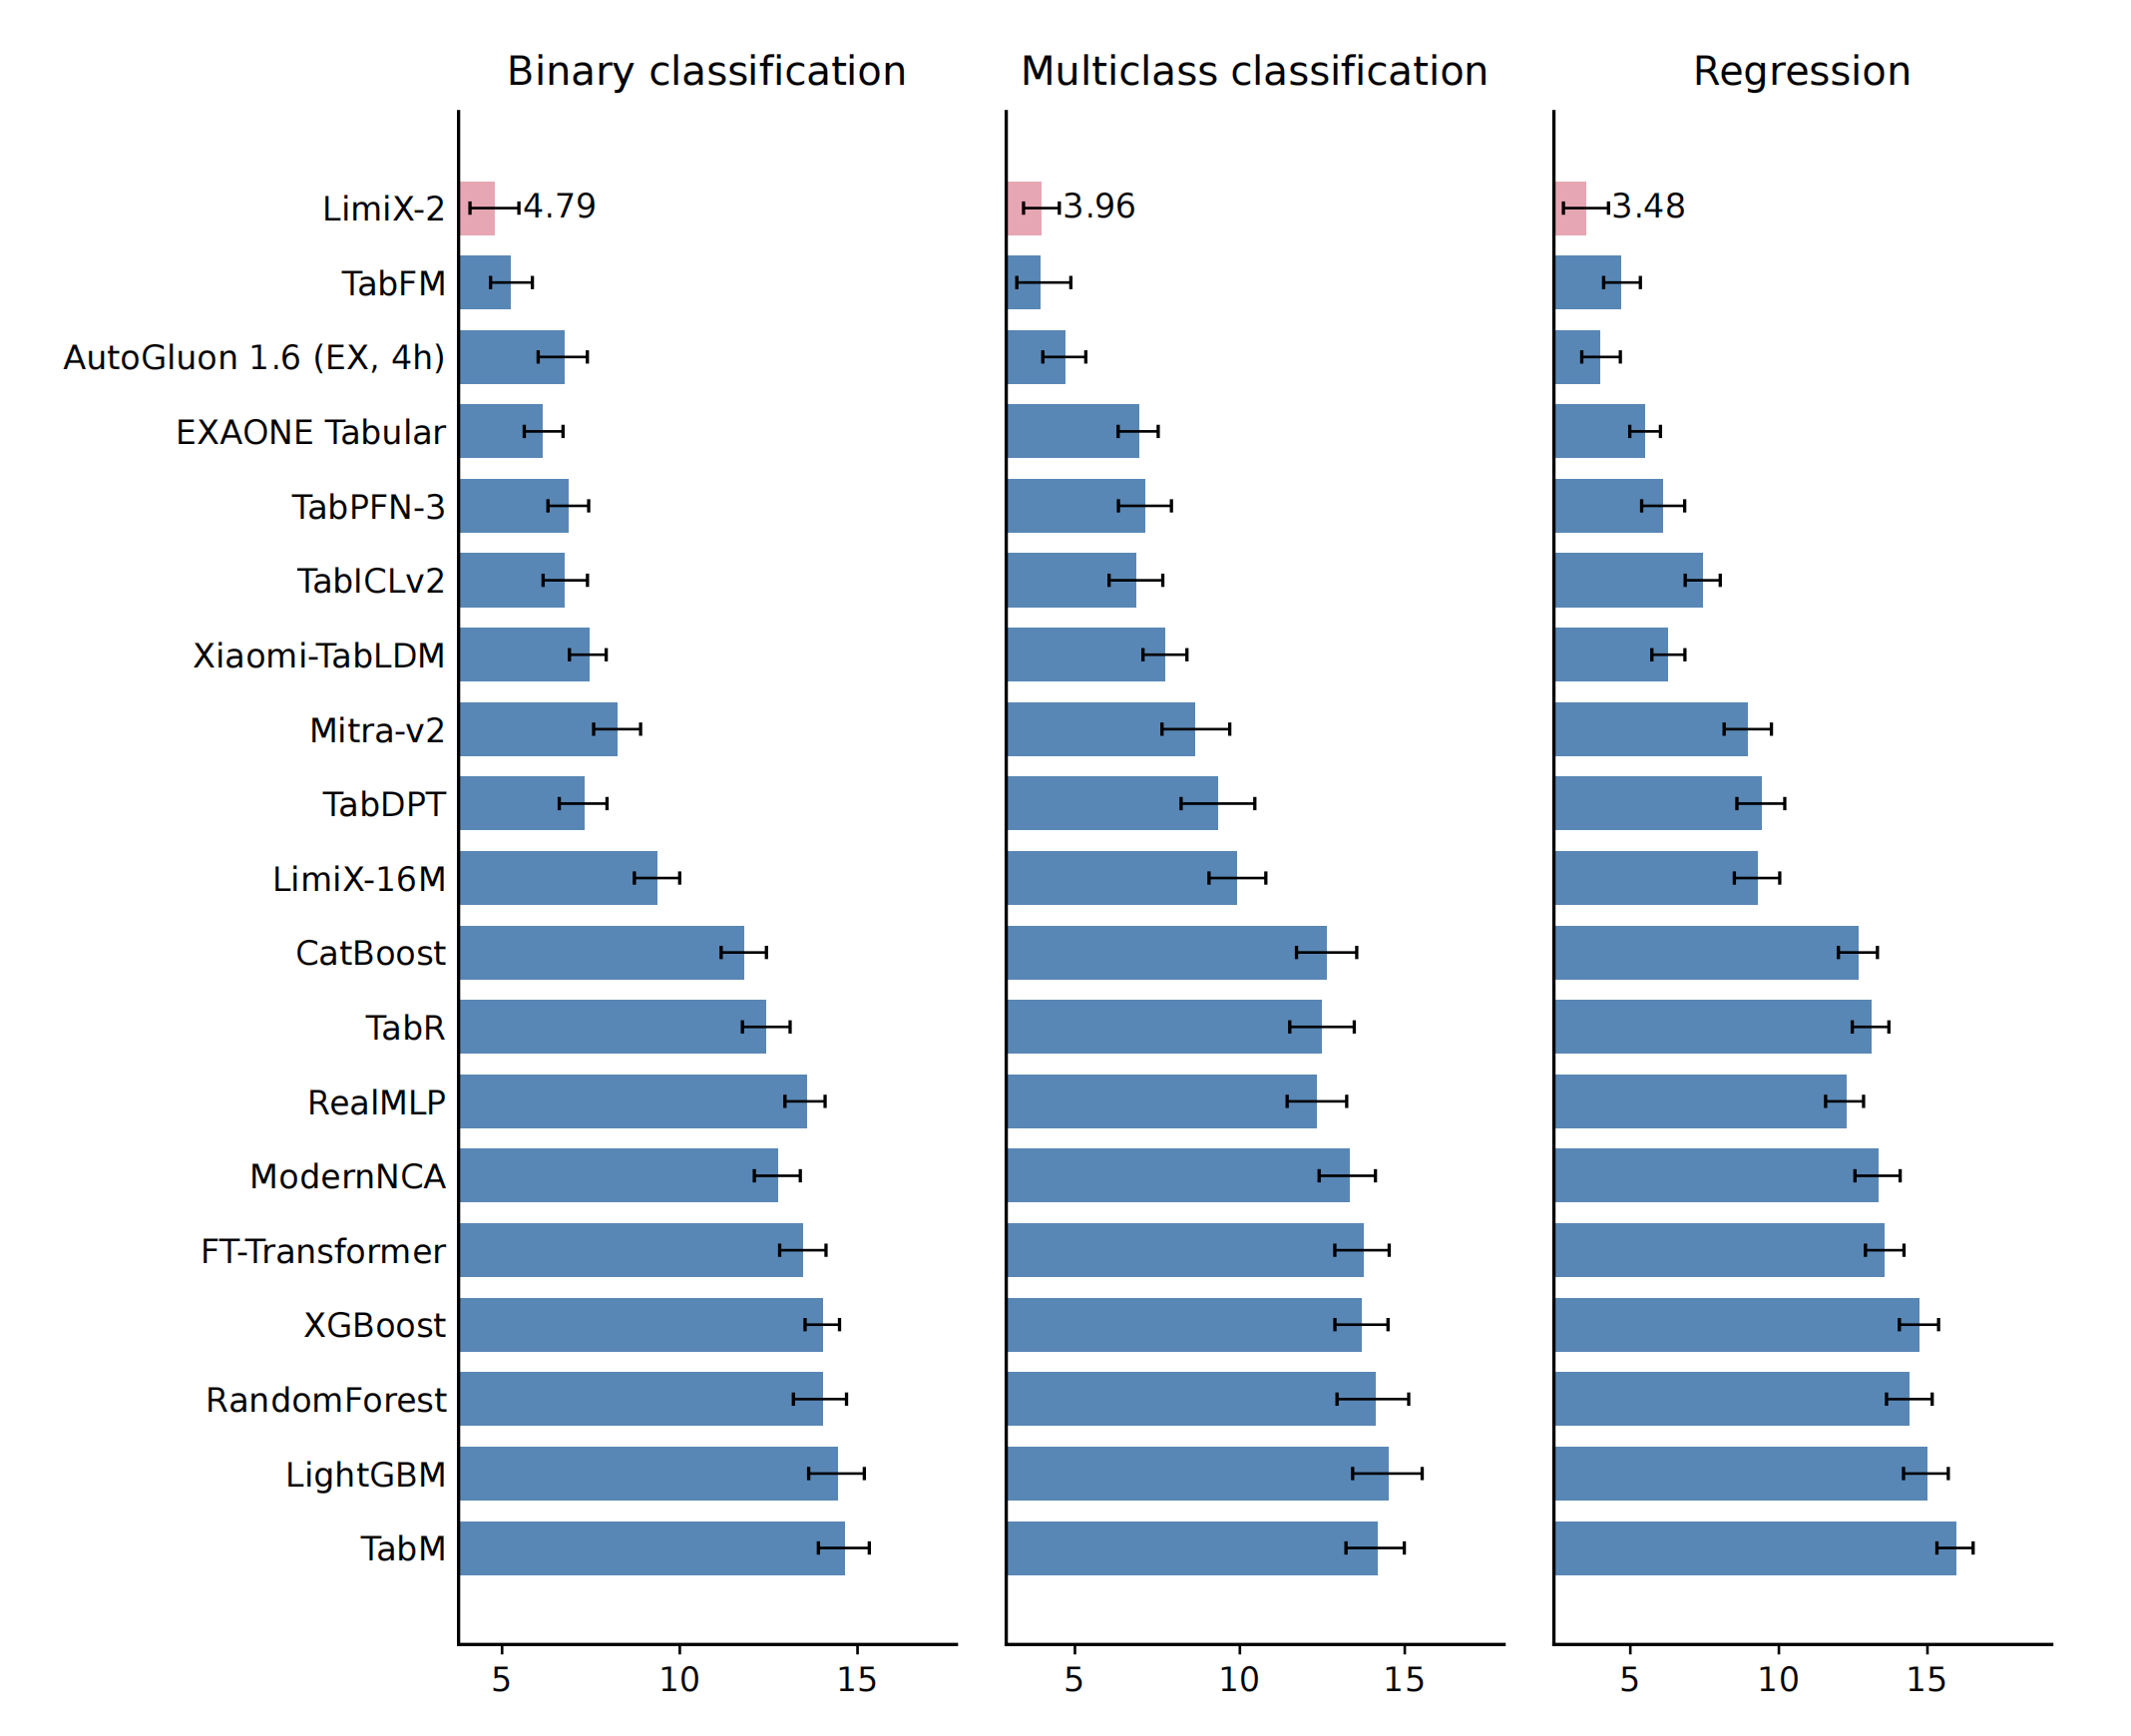 Binary classification
Multiclass classification
Regression
LimiX-2
4.79
3.96
3.48
TabFM
AutoGluon 1.6 (EX, 4h)
EXAONE Tabular
TabPFN-3
TabICLv2
Xiaomi-TabLDM
Mitra-v2
TabDPT
LimiX-16M
CatBoost
TabR
RealMLP
ModernNCA
FT-Transformer
XGBoost
RandomForest
LightGBM
TabM
5 10 15
5 10 15
5 10 15